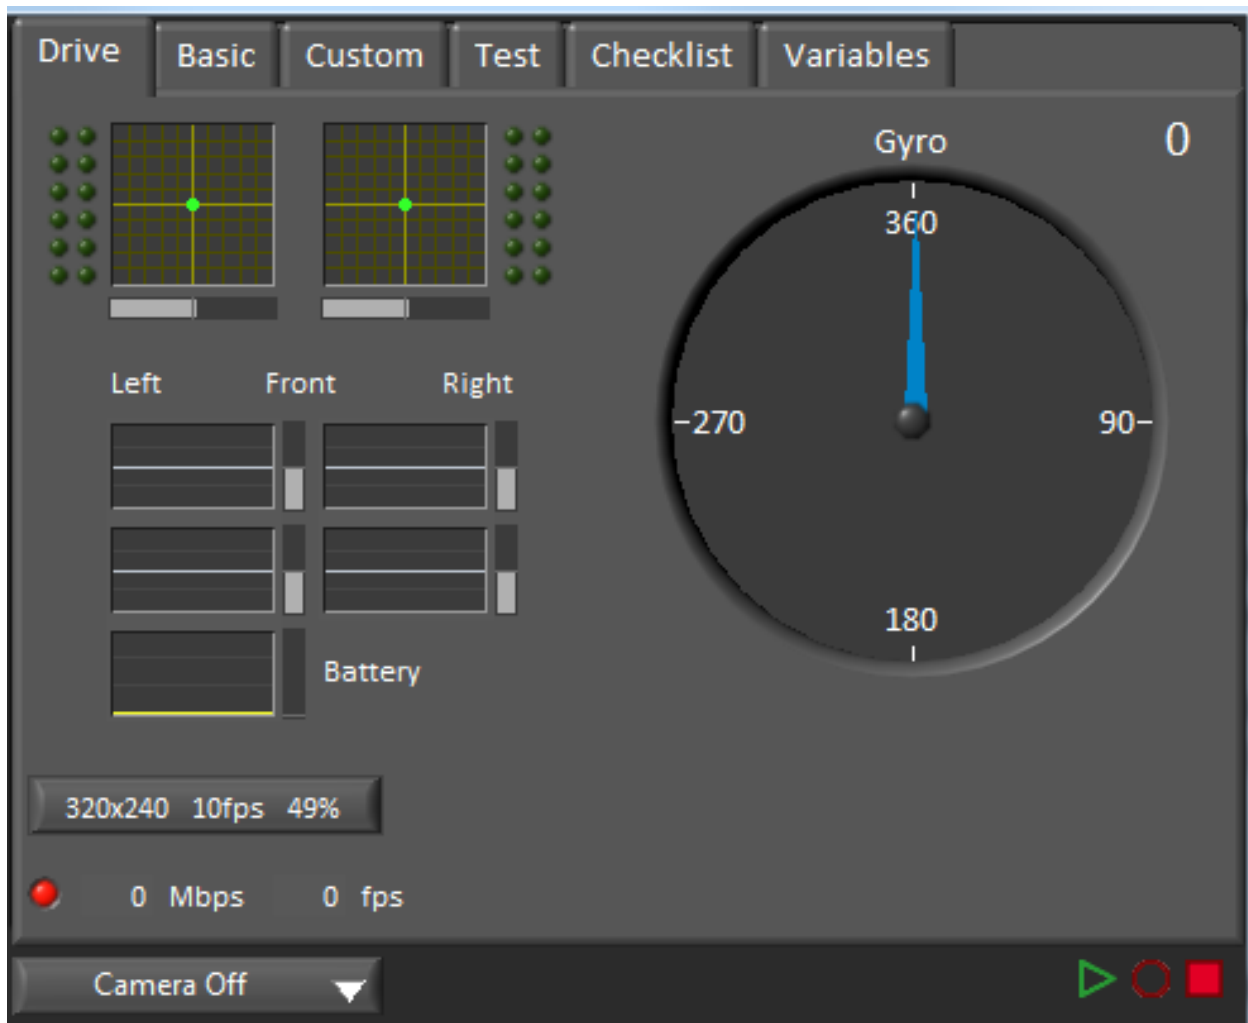 Drive Basic Custom Test Checklist Variables
Gyro 0
360
Left Front Right
270 90
180
Battery
320x240 10fps 49%
0 Mbps 0 fps
Camera Off